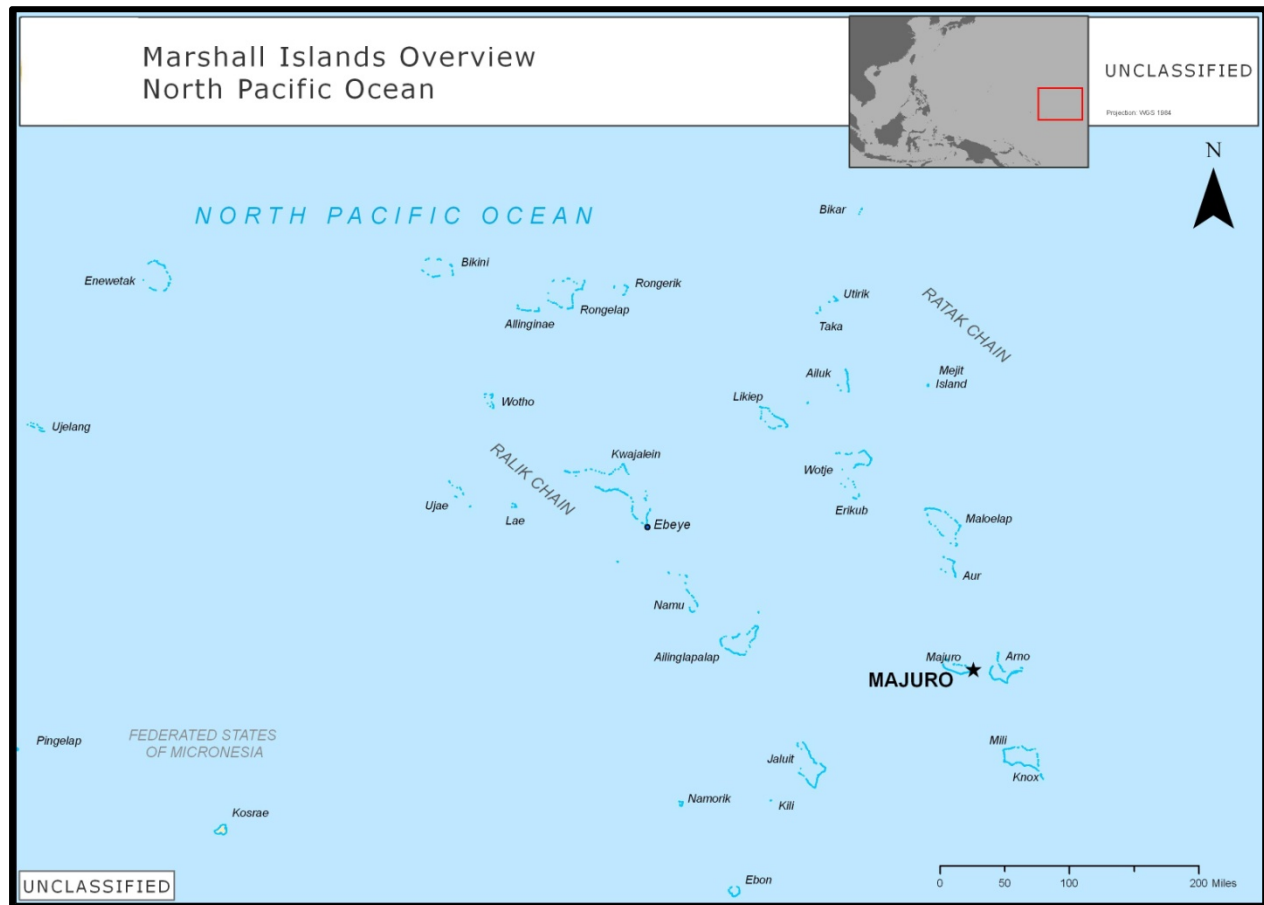 Marshall Islands Overview
North Pacific Ocean
UNCLASSIFIED
Projection: WGS 1984
N
NORTH PACIFIC OCEAN
Bikar
Enewetak
Bikini
Rongerik
Rongelap
Allinginae
Utirik
Taka
RATAK CHAIN
Ailuk
Mejit
Island
Likiep
Wotho
Ujelang
RALIK CHAIN
Kwajalein
Wotje
Erikub
Ujae
Lae
Ebeye
Maloelap
Aur
Namu
Ailinglapalap
Majuro
Arno
MAJURO
Pingelap
FEDERATED STATES
OF MICRONESIA
Mili
Knox
Jaluit
Namorik
Kili
Kosrae
Ebon
0 50 100 200 Miles
UNCLASSIFIED